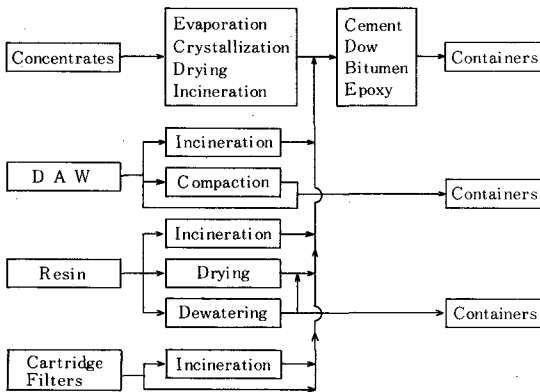 Concentrates
Evaporation
Crystallization
Drying
Incineration
Cement
Dow
Bitumen
Epoxy
Containers
D A W
Incineration
Compaction
Containers
Resin
Incineration
Drying
Dewatering
Containers
Cartridge
Filters
Incineration